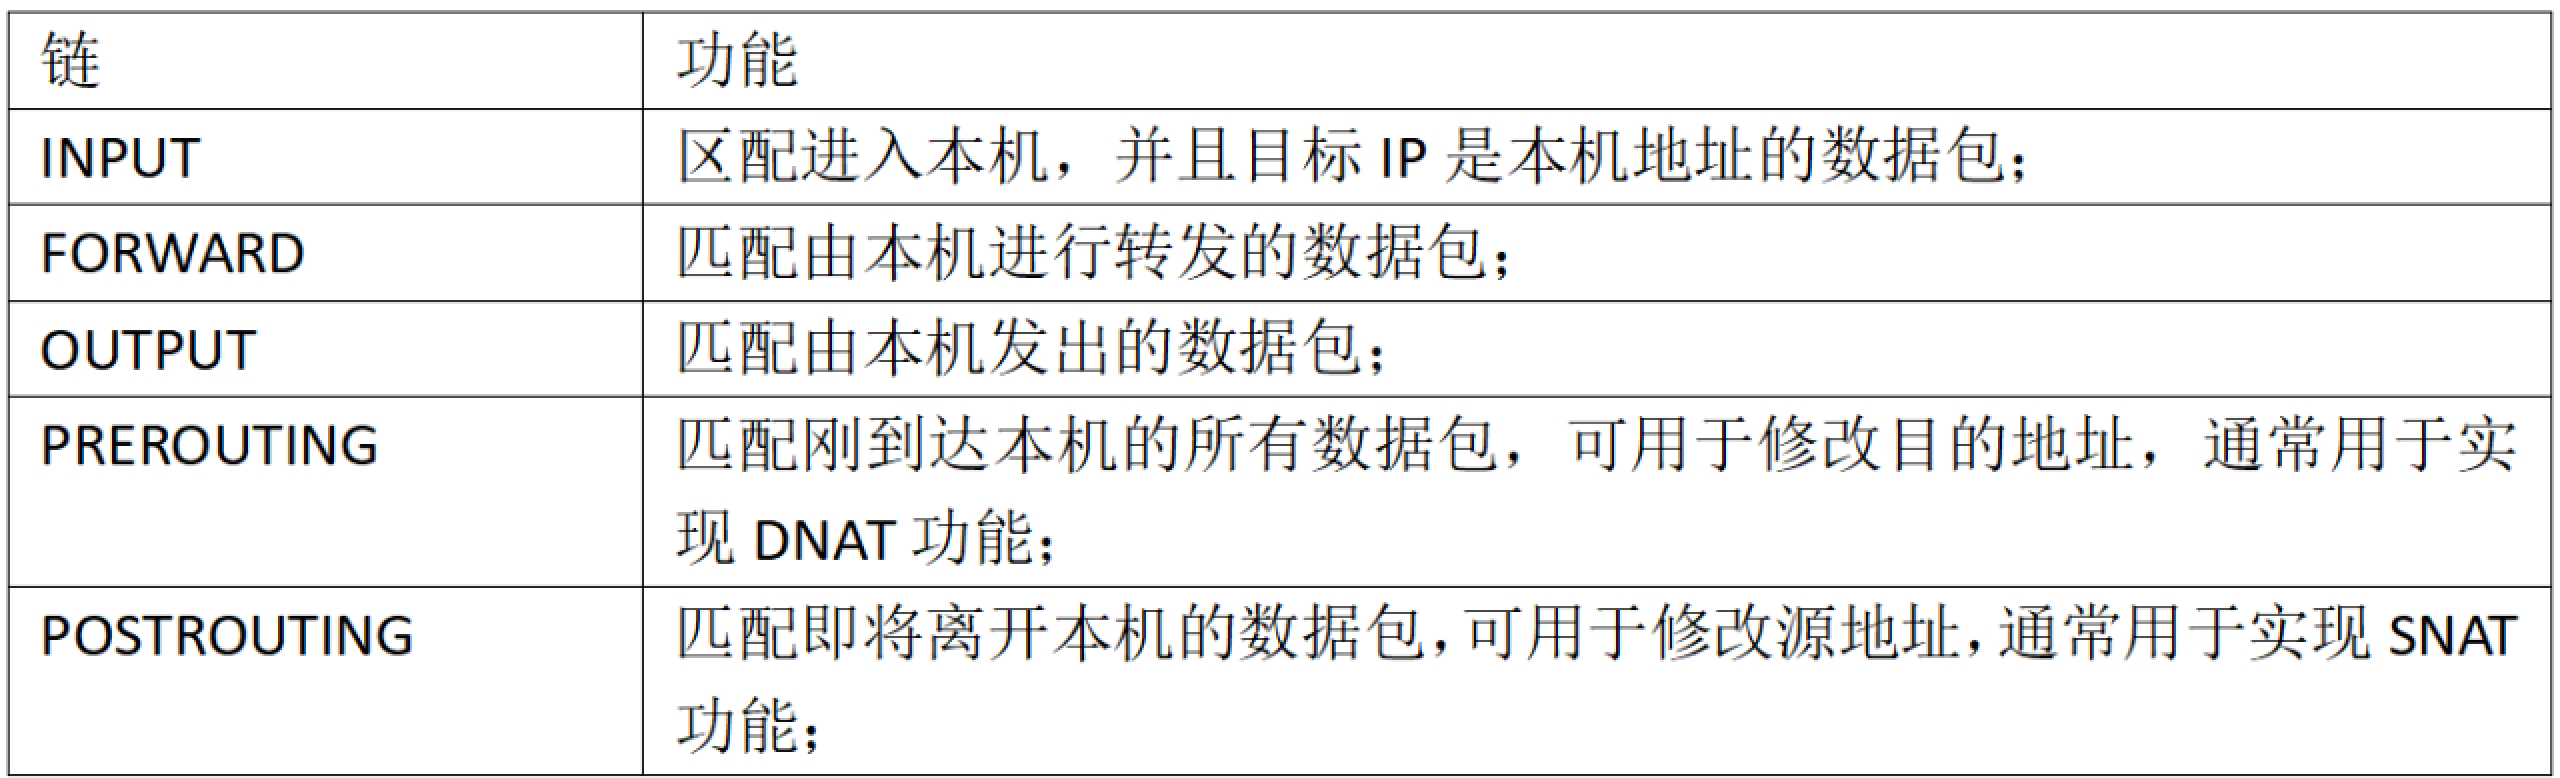 链 功能
INPUT 区配进入本机，并且目标 IP 是本机地址的数据包；
FORWARD 匹配由本机进行转发的数据包；
OUTPUT 匹配由本机发出的数据包；
PREROUTING 匹配刚到达本机的所有数据包，可用于修改目的地址，通常用于实
现 DNAT 功能；
POSTROUTING 匹配即将离开本机的数据包，可用于修改源地址，通常用于实现 SNAT
功能；